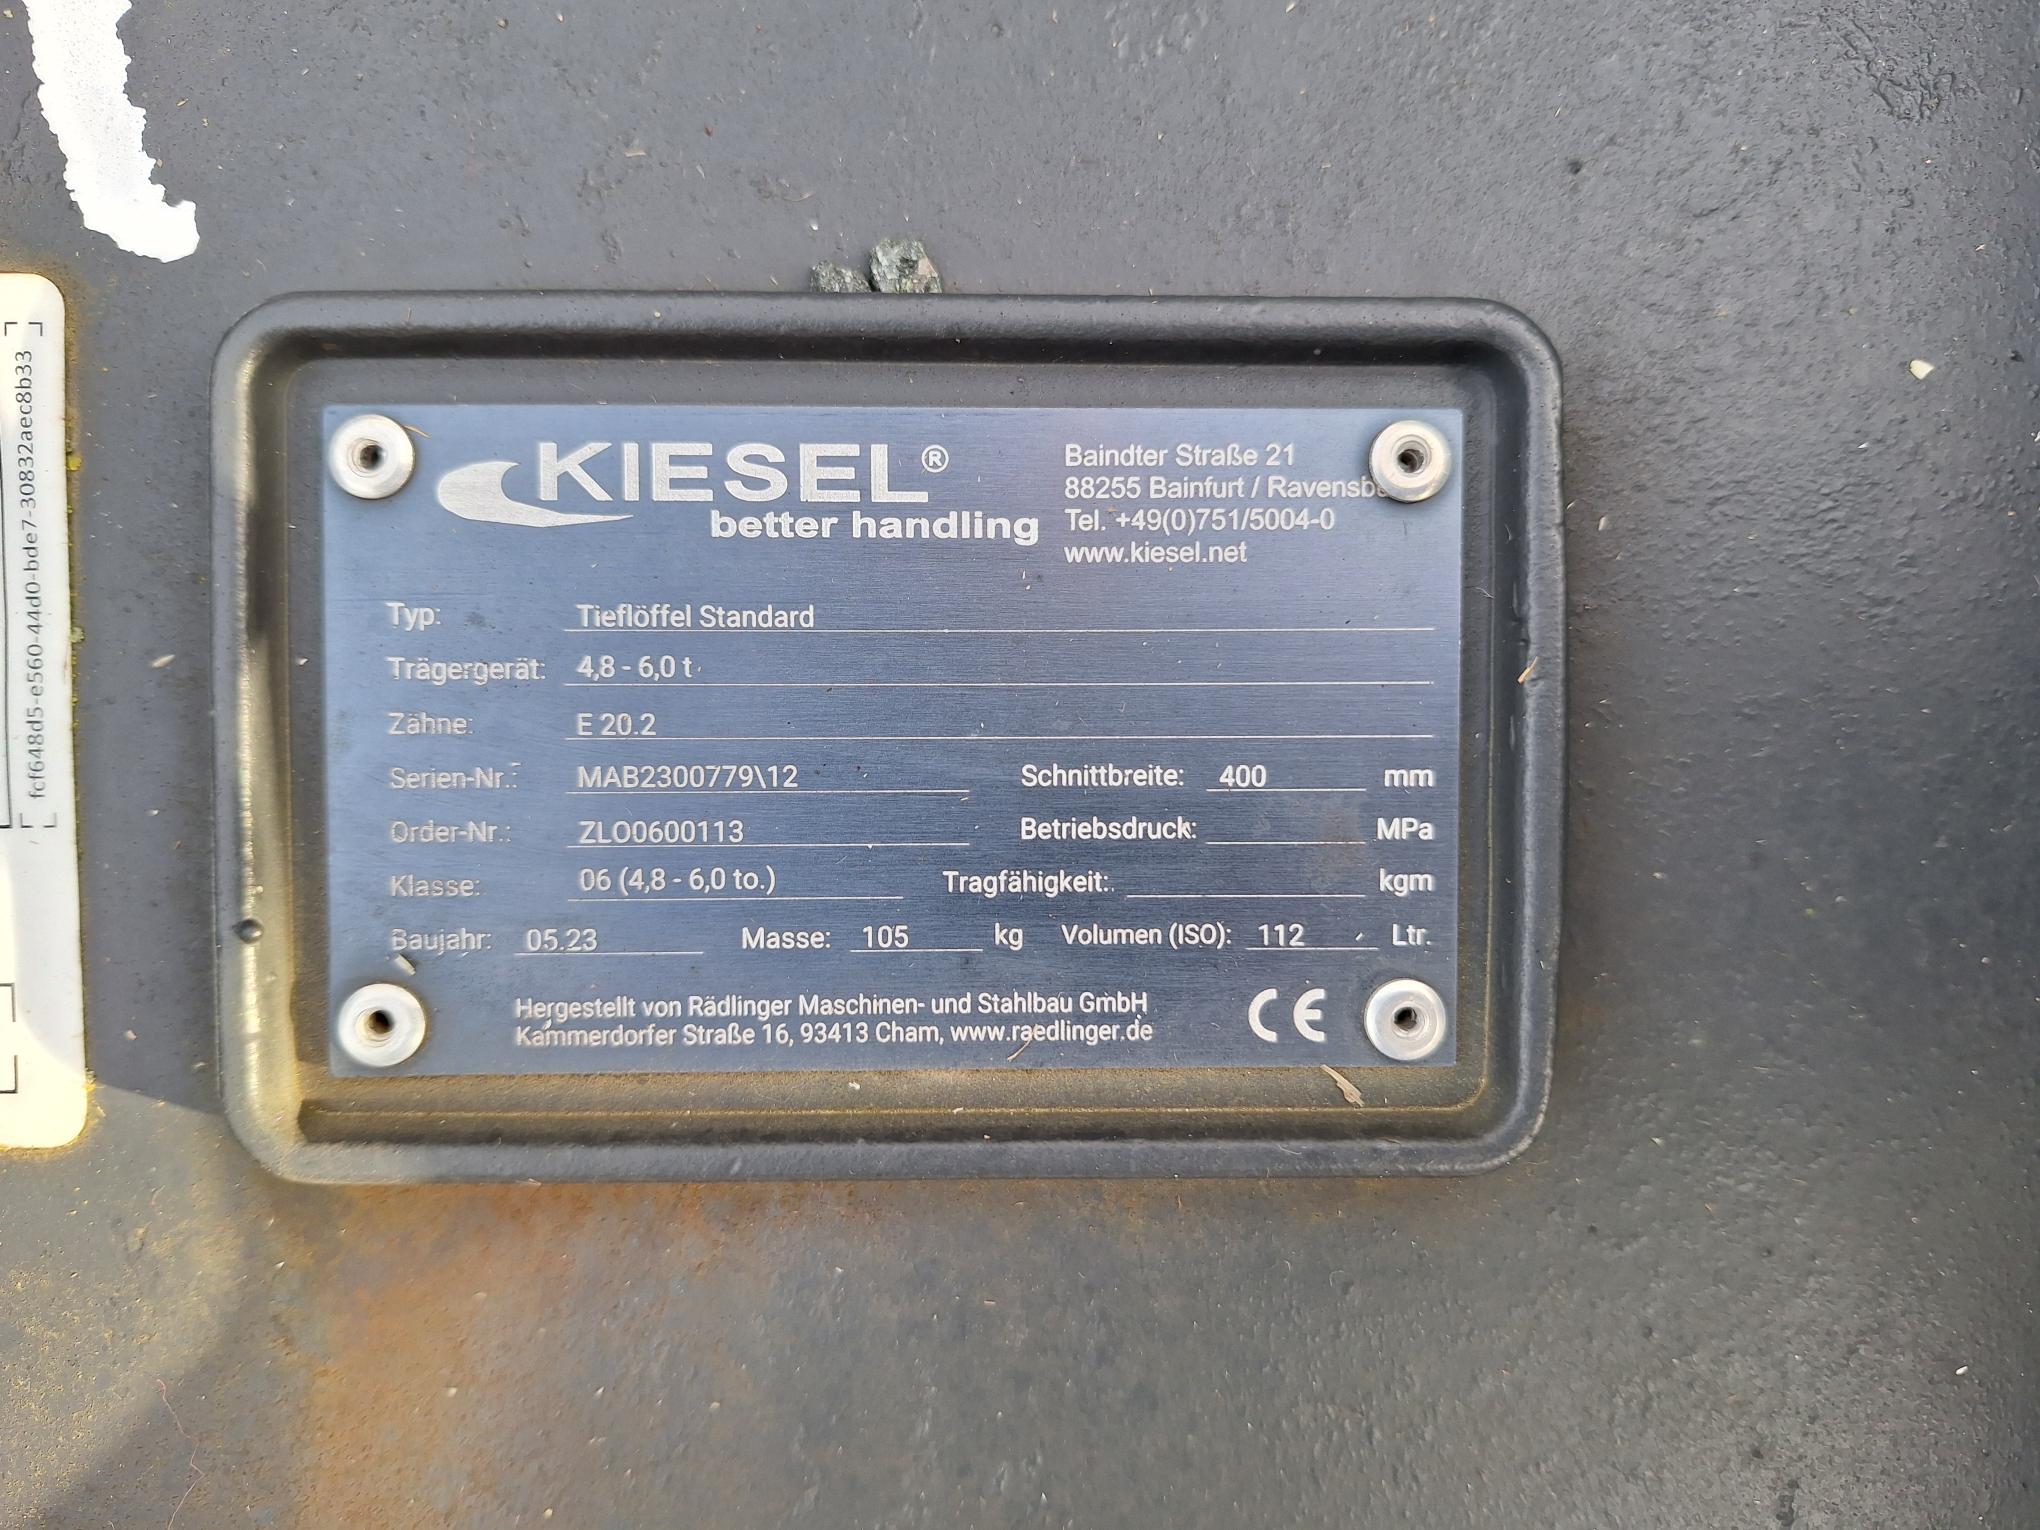 KIESEL®
better handling
Baindter Straße 21
88255 Bainfurt / Ravensb
Tel. +49(0)751/5004-0
www.kiesel.net
Typ: Tieflöffel Standard
Trägergerät: 4,8 - 6,0 t
Zähne: E 20.2
Serien-Nr.: MAB2300779\12 Schnittbreite: 400 mm
Order-Nr.: ZLO0600113 Betriebsdruck: MPa
Klasse: 06 (4,8 - 6,0 to.) Tragfähigkeit: kgm
Baujahr: 05.23 Masse: 105 kg Volumen (ISO): 112 Ltr.
Hergestellt von Rädlinger Maschinen- und Stahlbau GmbH
Kammerdorfer Straße 16, 93413 Cham, www.raedlinger.de
CE
fcf648d5-e560-44d0-bde7-30832aec8b33